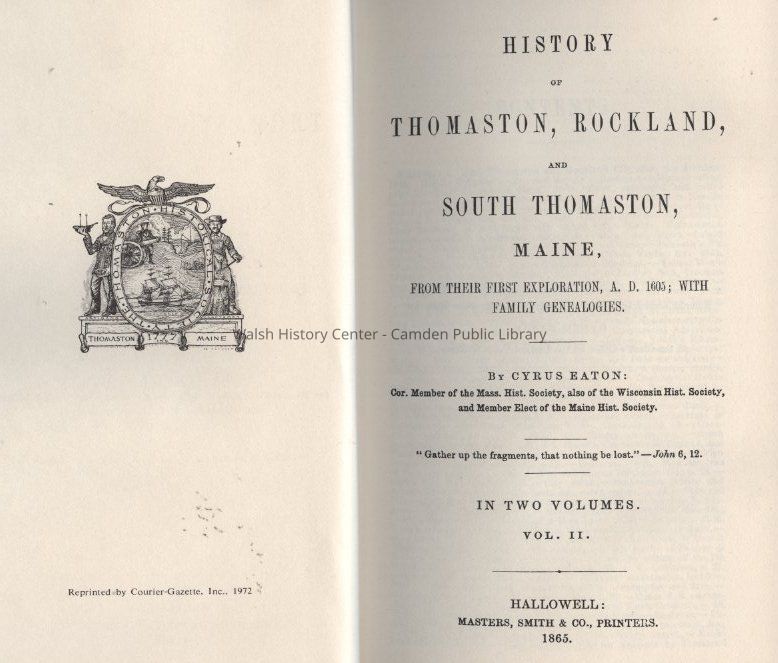 THE THOMASTON HISTORICAL SOCIETY
THOMASTON 1777 MAINE
Reprinted by Courier-Gazette, Inc., 1972
HISTORY
OF
THOMASTON, ROCKLAND,
AND
SOUTH THOMASTON,
MAINE,
FROM THEIR FIRST EXPLORATION, A. D. 1605; WITH
FAMILY GENEALOGIES.
Walsh History Center - Camden Public Library
By CYRUS EATON:
Cor. Member of the Mass. Hist. Society, also of the Wisconsin Hist. Society,
and Member Elect of the Maine Hist. Society.
"Gather up the fragments, that nothing be lost."—John 6, 12.
IN TWO VOLUMES.
VOL. II.
HALLOWELL:
MASTERS, SMITH & CO., PRINTERS.
1865.